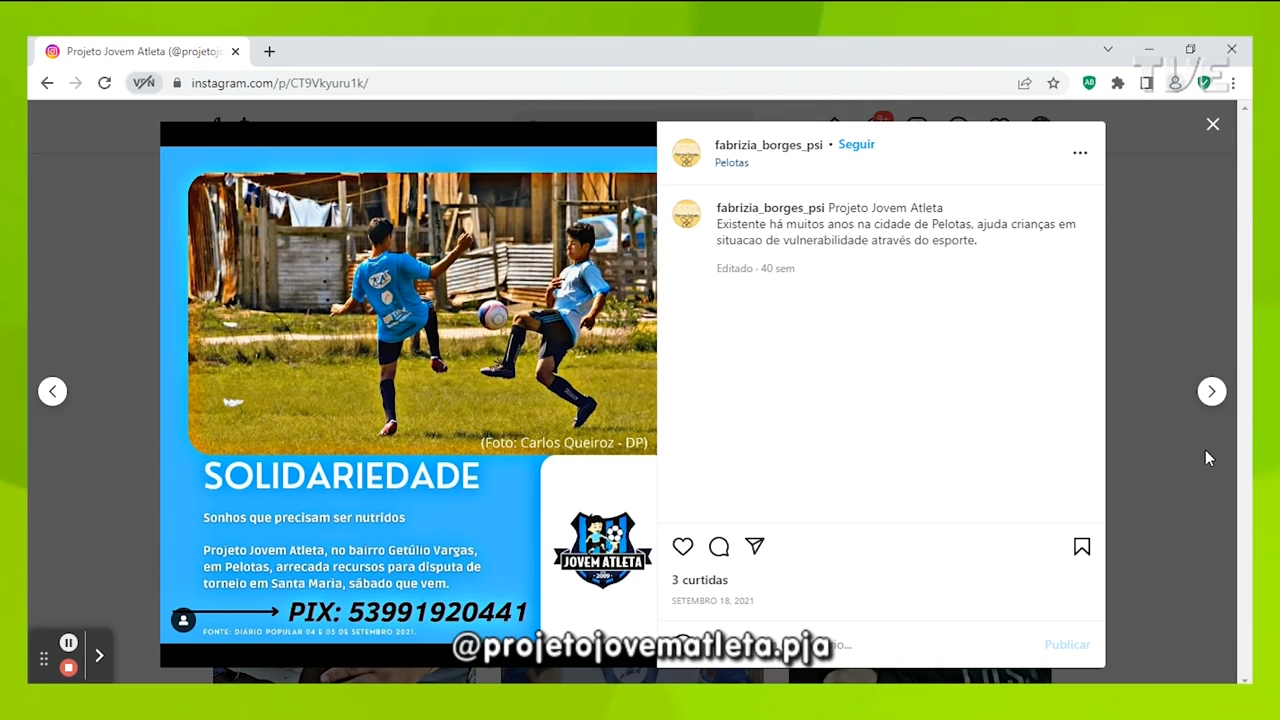 TVE
Projeto Jovem Atleta (@projetojo
VPN
instagram.com/p/CT9Vkyuru1k/
9+
fabrizia_borges_psi • Seguir
Pelotas
fabrizia_borges_psi Projeto Jovem Atleta
Existente há muitos anos na cidade de Pelotas, ajuda crianças em
situacao de vulnerabilidade através do esporte.
Editado · 40 sem
(Foto: Carlos Queiroz - DP)
SOLIDARIEDADE
Sonhos que precisam ser nutridos
Projeto Jovem Atleta, no bairro Getúlio Vargas,
em Pelotas, arrecada recursos para disputa de
torneio em Santa Maria, sábado que vem.
PIX: 53991920441
FONTE: DIÁRIO POPULAR 04 E 05 DE SETEMBRO 2021.
JOVEM ATLETA
2009
3 curtidas
SETEMBRO 18, 2021
Publicar
@projetojovematleta.pja